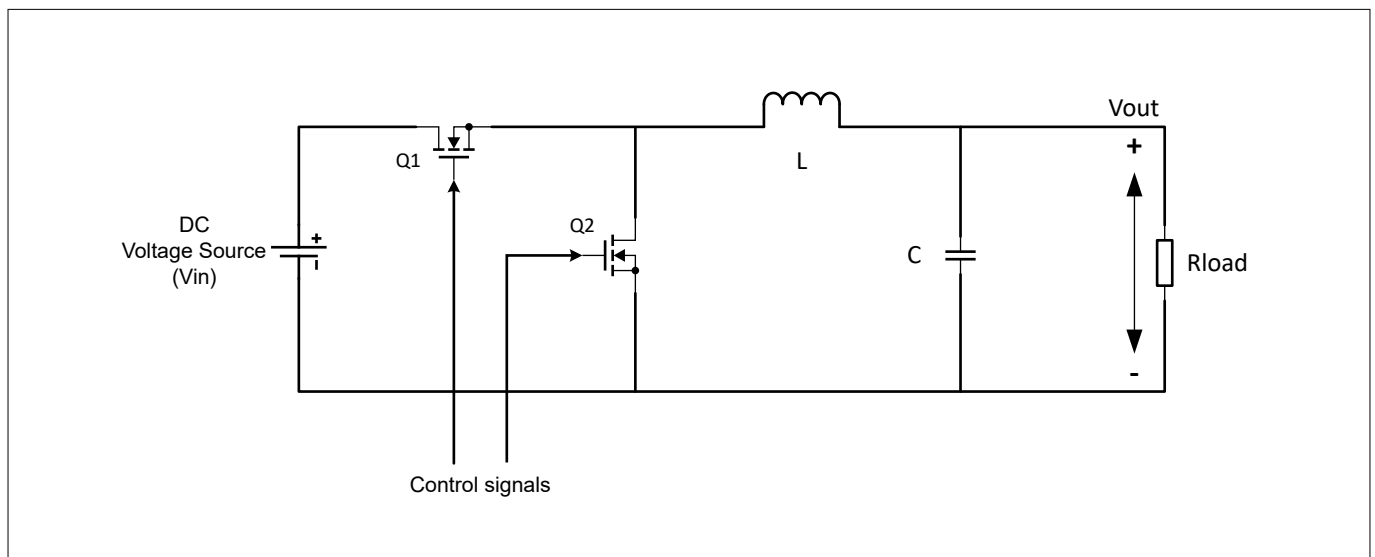 Vout
+
L
Q1
DC
Voltage Source
(Vin)
+
-
Q2
C
Rload
-
Control signals